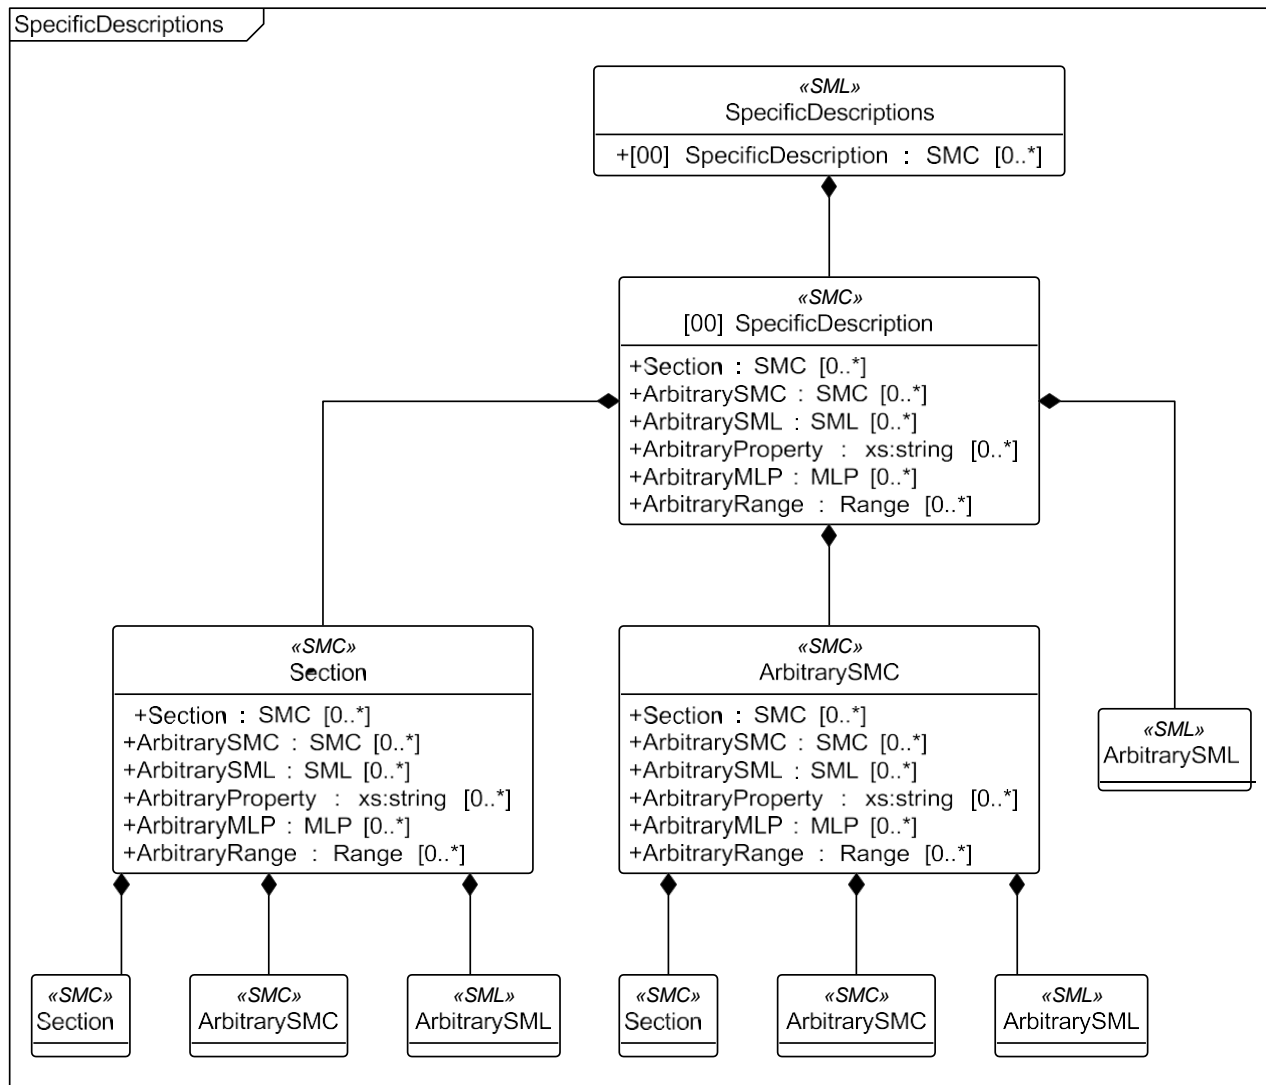 SpecificDescriptions
«SML»
SpecificDescriptions
+[00] SpecificDescription : SMC [0..*]
«SMC»
[00] SpecificDescription
+Section : SMC [0..*]
+ArbitrarySMC : SMC [0..*]
+ArbitrarySML : SML [0..*]
+ArbitraryProperty : xs:string [0..*]
+ArbitraryMLP : MLP [0..*]
+ArbitraryRange : Range [0..*]
«SMC»
Section
+Section : SMC [0..*]
+ArbitrarySMC : SMC [0..*]
+ArbitrarySML : SML [0..*]
+ArbitraryProperty : xs:string [0..*]
+ArbitraryMLP : MLP [0..*]
+ArbitraryRange : Range [0..*]
«SMC»
ArbitrarySMC
+Section : SMC [0..*]
+ArbitrarySMC : SMC [0..*]
+ArbitrarySML : SML [0..*]
+ArbitraryProperty : xs:string [0..*]
+ArbitraryMLP : MLP [0..*]
+ArbitraryRange : Range [0..*]
«SML»
ArbitrarySML
«SMC»
Section
«SMC»
ArbitrarySMC
«SML»
ArbitrarySML
«SMC»
Section
«SMC»
ArbitrarySMC
«SML»
ArbitrarySML